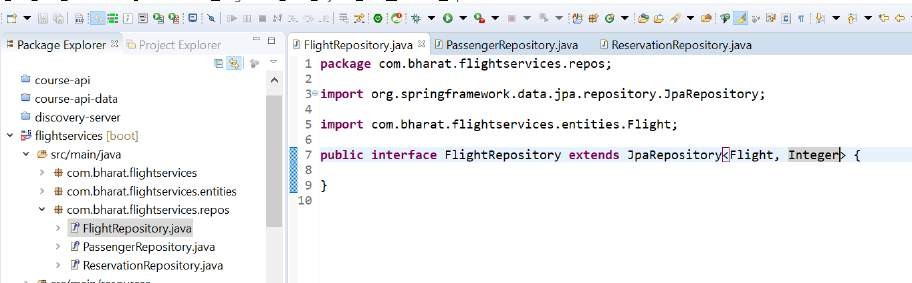 Package Explorer
Project Explorer
course-api
course-api-data
discovery-server
flightservices [boot]
src/main/java
com.bharat.flightservices
com.bharat.flightservices.entities
com.bharat.flightservices.repos
FlightRepository.java
PassengerRepository.java
ReservationRepository.java
src/main/resources
FlightRepository.java
PassengerRepository.java
ReservationRepository.java
1 package com.bharat.flightservices.repos;
2
3 import org.springframework.data.jpa.repository.JpaRepository;
4
5 import com.bharat.flightservices.entities.Flight;
6
7 public interface FlightRepository extends JpaRepository<Flight, Integer> {
8
9 }
10